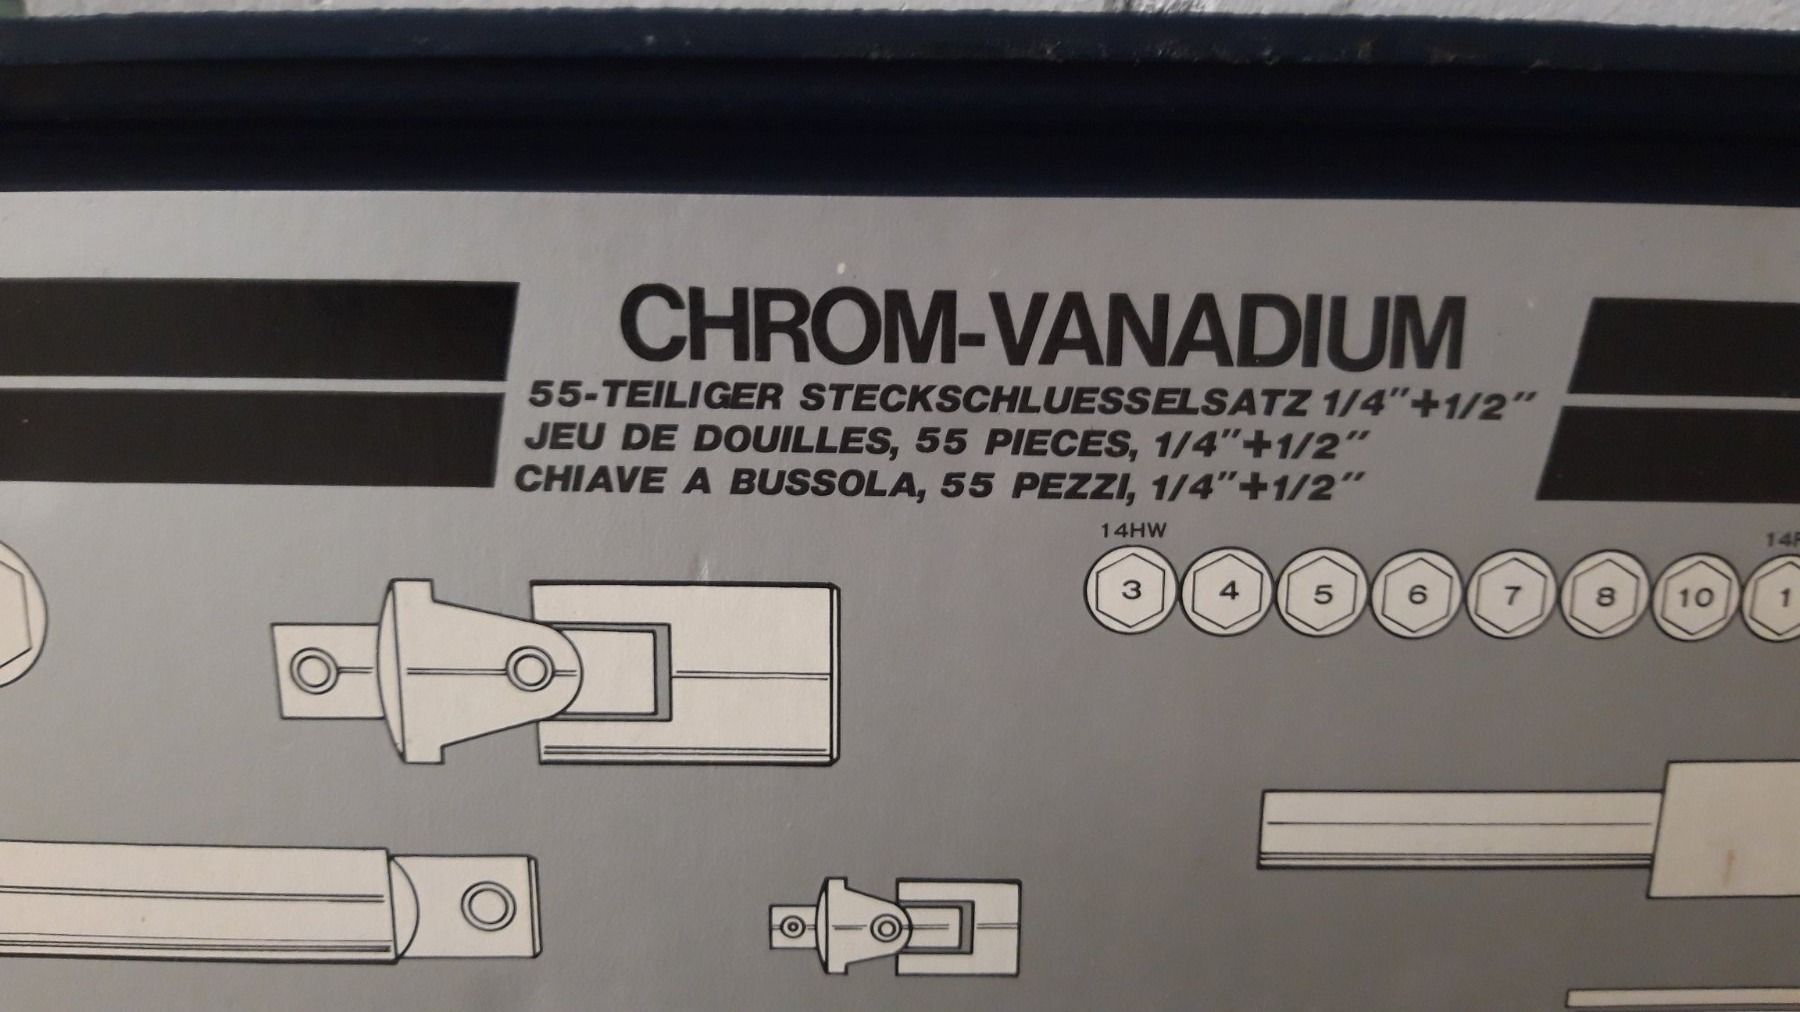 CHROM-VANADIUM
55-TEILIGER STECKSCHLUESSELSATZ 1/4"+1/2"
JEU DE DOUILLES, 55 PIECES, 1/4"+1/2"
CHIAVE A BUSSOLA, 55 PEZZI, 1/4"+1/2"
14HW
3 4 5 6 7 8 10